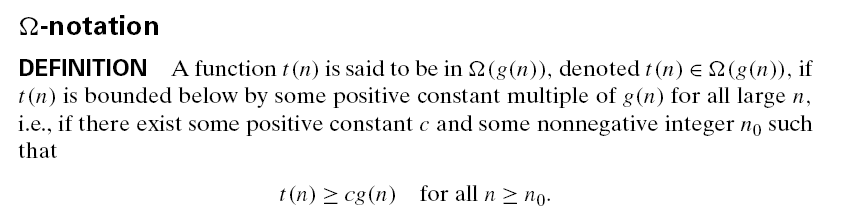 Ω-notation
DEFINITION A function t(n) is said to be in Ω(g(n)), denoted t(n) ∈ Ω(g(n)), if
t(n) is bounded below by some positive constant multiple of g(n) for all large n,
i.e., if there exist some positive constant c and some nonnegative integer n₀ such
that
t(n) ≥ cg(n) for all n ≥ n₀.